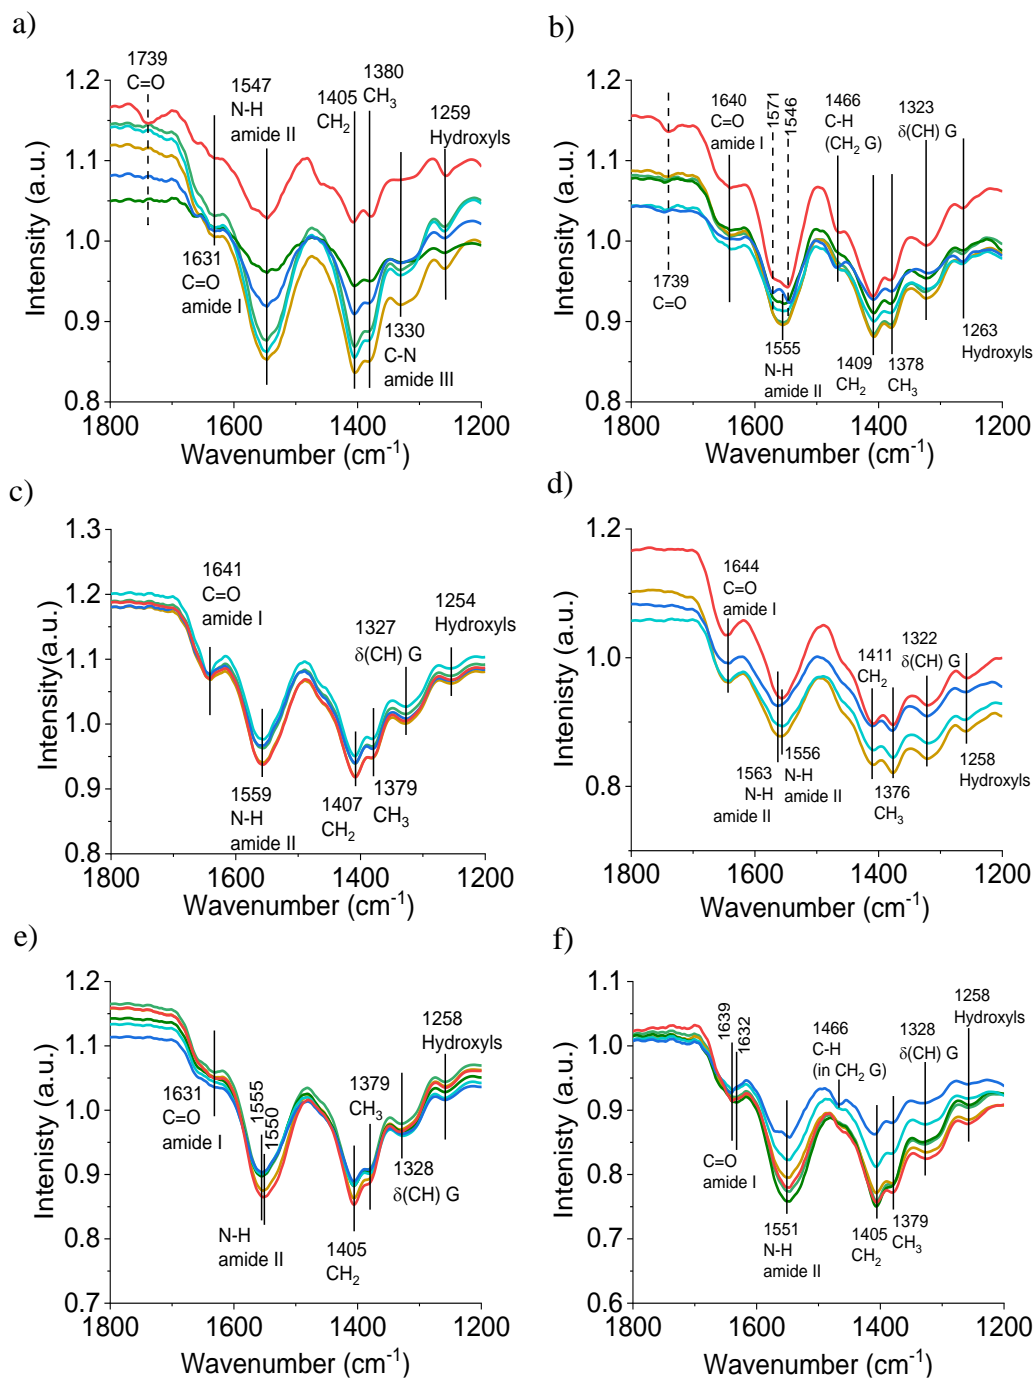 a)
1739
C=O
1547
N-H
amide II
1405
CH2
1380
CH3
1259
Hydroxyls
1631
C=O
amide I
1330
C-N
amide III
Intensity (a.u.)
1.2
1.1
1.0
0.9
0.8
1800
1600
1400
1200
Wavenumber (cm-1)
b)
1640
C=O
amide I
1571
1546
1466
C-H
(CH2 G)
1323
δ(CH) G
1739
C=O
1555
N-H
amide II
1409
CH2
1378
CH3
1263
Hydroxyls
Intensity (a.u.)
1.2
1.1
1.0
0.9
0.8
1800
1600
1400
1200
Wavenumber (cm-1)
c)
1641
C=O
amide I
1327
δ(CH) G
1254
Hydroxyls
1559
N-H
amide II
1407
CH2
1379
CH3
Intensity(a.u.)
1.3
1.2
1.1
1.0
0.9
0.8
1800
1600
1400
1200
Wavenumber (cm-1)
d)
1644
C=O
amide I
1411
CH2
1322
δ(CH) G
1563
N-H
amide II
1556
N-H
amide II
1376
CH3
1258
Hydroxyls
Intensity (a.u.)
1.2
1.0
0.8
1800
1600
1400
1200
Wavenumber (cm-1)
e)
1631
C=O
amide I
1555
1550
N-H
amide II
1379
CH3
1405
CH2
1258
Hydroxyls
1328
δ(CH) G
Intenisty (a.u.)
1.2
1.1
1.0
0.9
0.8
0.7
1800
1600
1400
1200
Wavenumber (cm-1)
f)
1639
1632
C=O
amide I
1466
C-H
(in CH2 G)
1328
δ(CH) G
1258
Hydroxyls
1551
N-H
amide II
1405
CH2
1379
CH3
Intenisty (a.u.)
1.1
1.0
0.9
0.8
0.7
0.6
1800
1600
1400
1200
Wavenumber (cm-1)